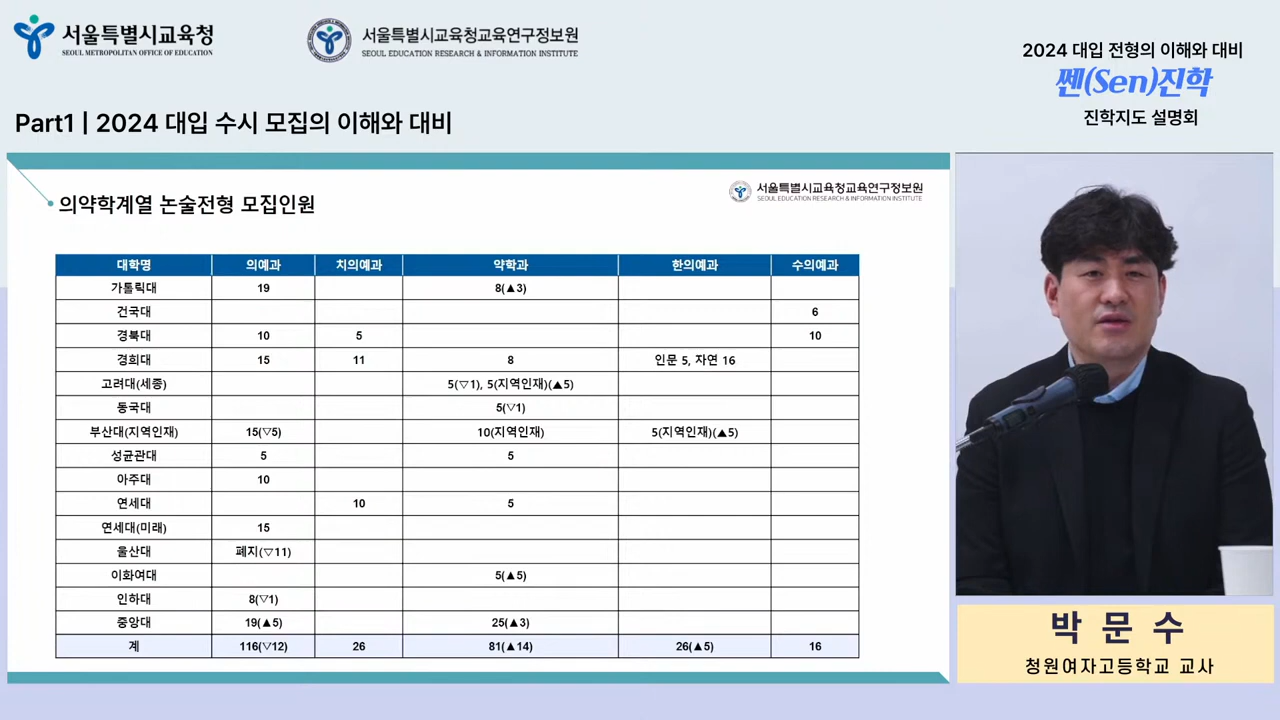 서울특별시교육청
SEOUL METROPOLITAN OFFICE OF EDUCATION
서울특별시교육청교육연구정보원
SEOUL EDUCATION RESEARCH & INFORMATION INSTITUTE
2024 대입 전형의 이해와 대비
쎈(Sen)진학
진학지도 설명회
Part1 | 2024 대입 수시 모집의 이해와 대비
의약학계열 논술전형 모집인원
서울특별시교육청교육연구정보원
SEOUL EDUCATION RESEARCH & INFORMATION INSTITUTE
대학명 의예과 치의예과 약학과 한의예과 수의예과
가톨릭대 19 8(▲3)
건국대 6
경북대 10 5 10
경희대 15 11 8 인문 5, 자연 16
고려대(세종) 5(▽1), 5(지역인재)(▲5)
동국대 5(▽1)
부산대(지역인재) 15(▽5) 10(지역인재) 5(지역인재)(▲5)
성균관대 5 5
아주대 10
연세대 10 5
연세대(미래) 15
울산대 폐지(▽11)
이화여대 5(▲5)
인하대 8(▽1)
중앙대 19(▲5) 25(▲3)
계 116(▽12) 26 81(▲14) 26(▲5) 16
박 문 수
청원여자고등학교 교사